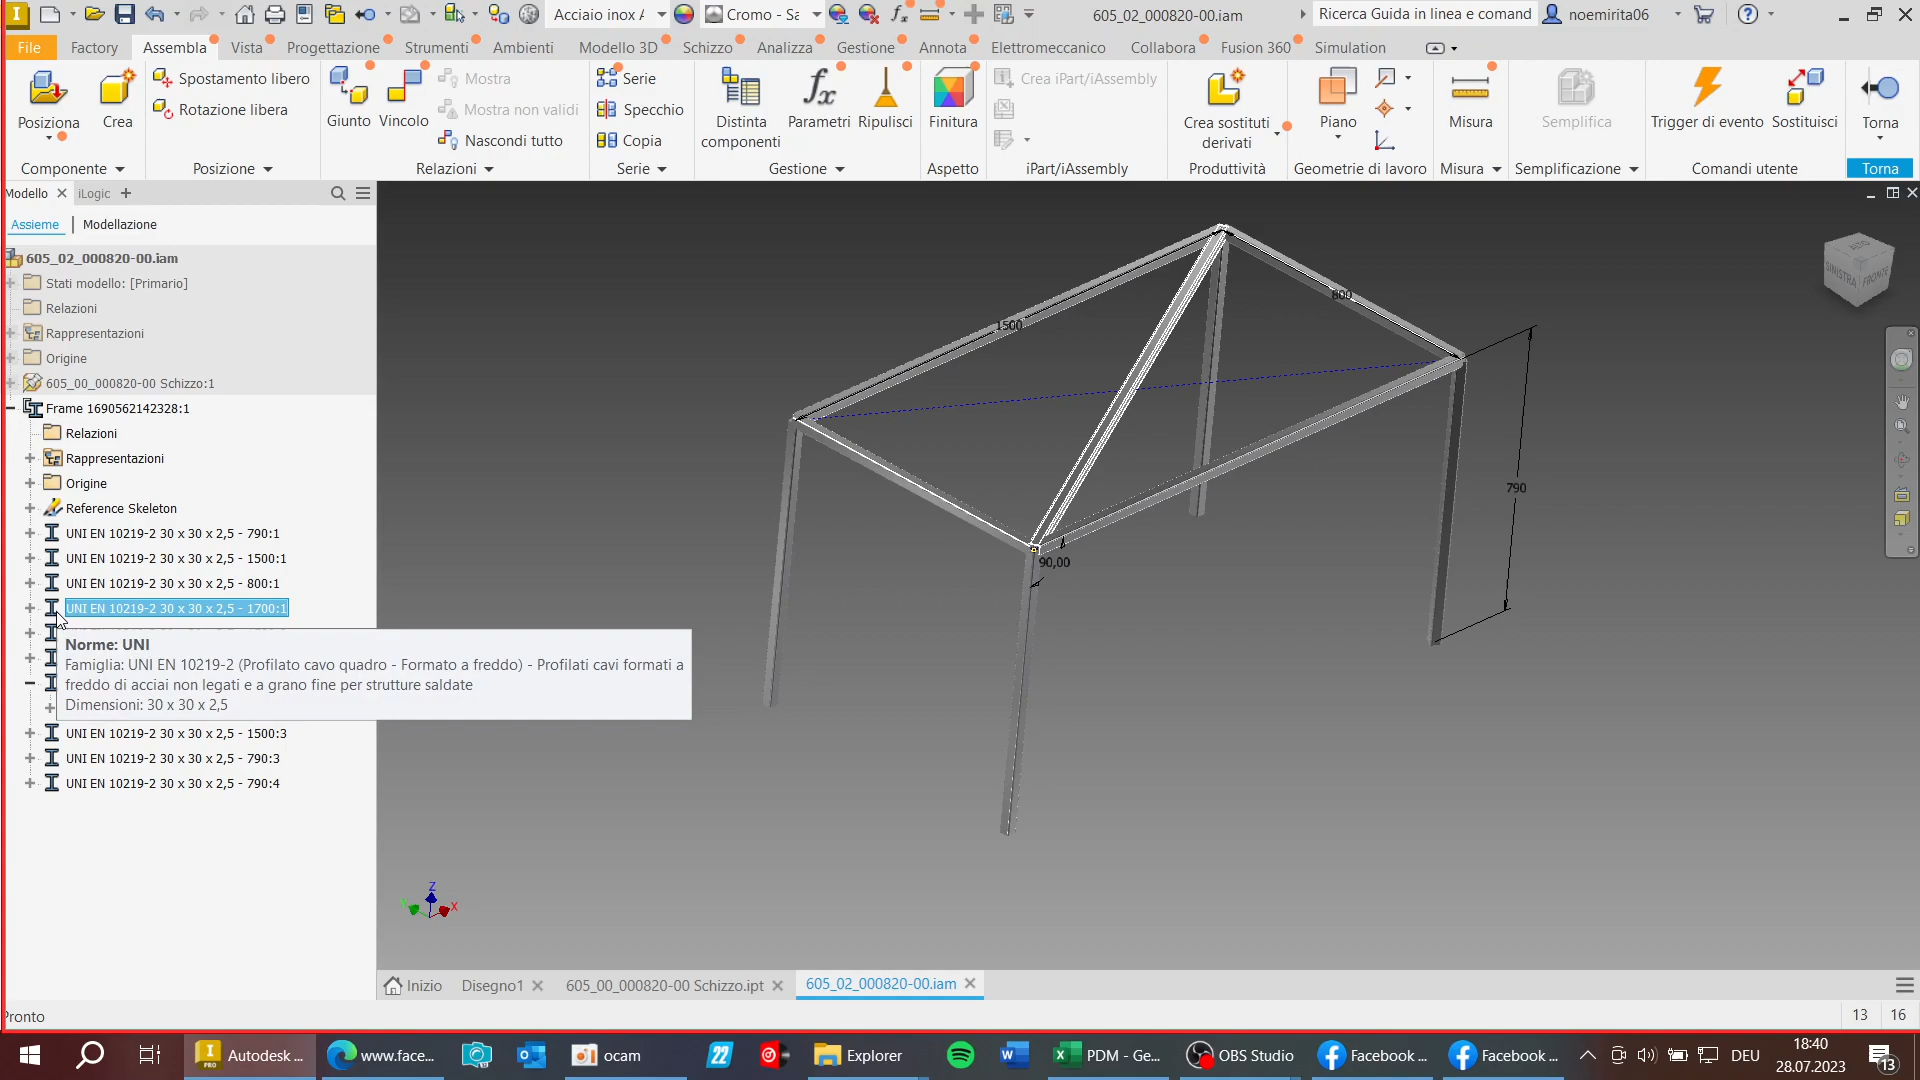 Acciaio inox A
Cromo - Sa
605_02_000820-00.iam
Ricerca Guida in linea e comand
noemirita06
File
Factory
Assembla
Vista
Progettazione
Strumenti
Ambienti
Modello 3D
Schizzo
Analizza
Gestione
Annota
Elettromeccanico
Collabora
Fusion 360
Simulation
Posiziona
Crea
Componente
Spostamento libero
Rotazione libera
Posizione
Giunto
Vincolo
Mostra
Mostra non validi
Nascondi tutto
Relazioni
Serie
Specchio
Copia
Serie
Distinta
componenti
Parametri
Ripulisci
Gestione
Finitura
Aspetto
Crea iPart/iAssembly
iPart/iAssembly
Crea sostituti
derivati
Produttività
Piano
Geometrie di lavoro
Misura
Misura
Semplifica
Semplificazione
Trigger di evento
Sostituisci
Comandi utente
Torna
Torna
Modello
iLogic
Assieme
Modellazione
605_02_000820-00.iam
Stati modello: [Primario]
Relazioni
Rappresentazioni
Origine
605_00_000820-00 Schizzo:1
Frame 1690562142328:1
Relazioni
Rappresentazioni
Origine
Reference Skeleton
UNI EN 10219-2 30 x 30 x 2,5 - 790:1
UNI EN 10219-2 30 x 30 x 2,5 - 1500:1
UNI EN 10219-2 30 x 30 x 2,5 - 800:1
UNI EN 10219-2 30 x 30 x 2,5 - 1700:1
Norme: UNI
Famiglia: UNI EN 10219-2 (Profilato cavo quadro - Formato a freddo) - Profilati cavi formati a
freddo di acciai non legati e a grano fine per strutture saldate
Dimensioni: 30 x 30 x 2,5
UNI EN 10219-2 30 x 30 x 2,5 - 1500:3
UNI EN 10219-2 30 x 30 x 2,5 - 790:3
UNI EN 10219-2 30 x 30 x 2,5 - 790:4
1500
800
790
90,00
ALTO
SINISTRA
FRONTE
Z
X
Inizio
Disegno1
605_00_000820-00 Schizzo.ipt
605_02_000820-00.iam
Pronto
13
16
Autodesk ...
www.face...
ocam
22
Explorer
PDM - Ge...
OBS Studio
Facebook ...
Facebook ...
DEU
18:40
28.07.2023
13